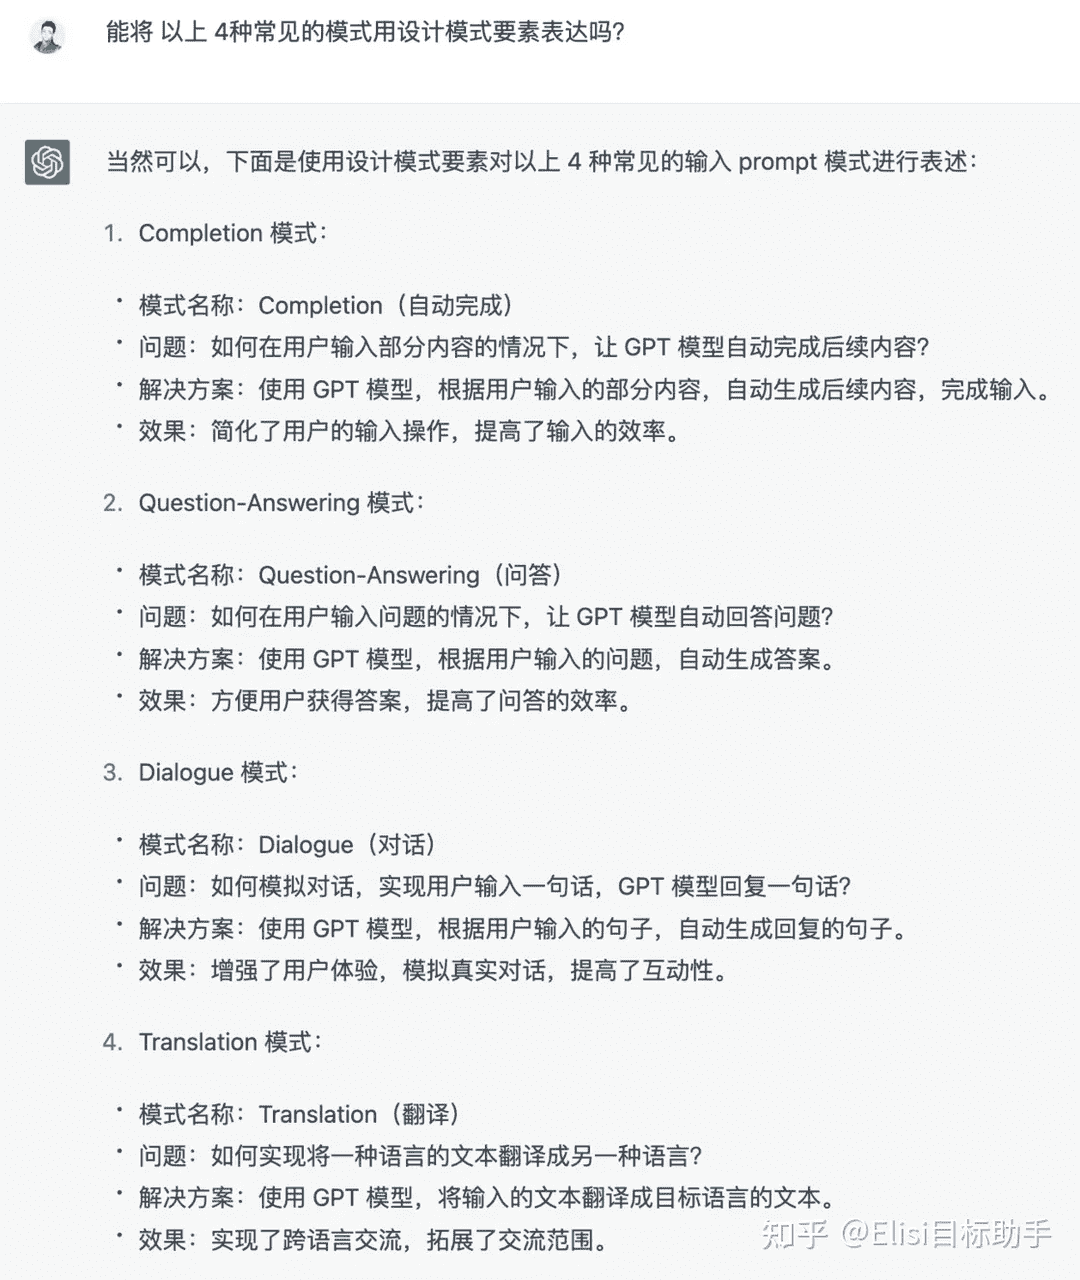 能将 以上 4种常见的模式用设计模式要素表达吗?
当然可以，下面是使用设计模式要素对以上 4 种常见的输入 prompt 模式进行表述：
1. Completion 模式：
• 模式名称：Completion（自动完成）
• 问题：如何在用户输入部分内容的情况下，让 GPT 模型自动完成后续内容？
• 解决方案：使用 GPT 模型，根据用户输入的部分内容，自动生成后续内容，完成输入。
• 效果：简化了用户的输入操作，提高了输入的效率。
2. Question-Answering 模式：
• 模式名称：Question-Answering（问答）
• 问题：如何在用户输入问题的情况下，让 GPT 模型自动回答问题？
• 解决方案：使用 GPT 模型，根据用户输入的问题，自动生成答案。
• 效果：方便用户获得答案，提高了问答的效率。
3. Dialogue 模式：
• 模式名称：Dialogue（对话）
• 问题：如何模拟对话，实现用户输入一句话，GPT 模型回复一句话？
• 解决方案：使用 GPT 模型，根据用户输入的句子，自动生成回复的句子。
• 效果：增强了用户体验，模拟真实对话，提高了互动性。
4. Translation 模式：
• 模式名称：Translation（翻译）
• 问题：如何实现将一种语言的文本翻译成另一种语言？
• 解决方案：使用 GPT 模型，将输入的文本翻译成目标语言的文本。
• 效果：实现了跨语言交流，拓展了交流范围。
知乎 @Elisi目标助手